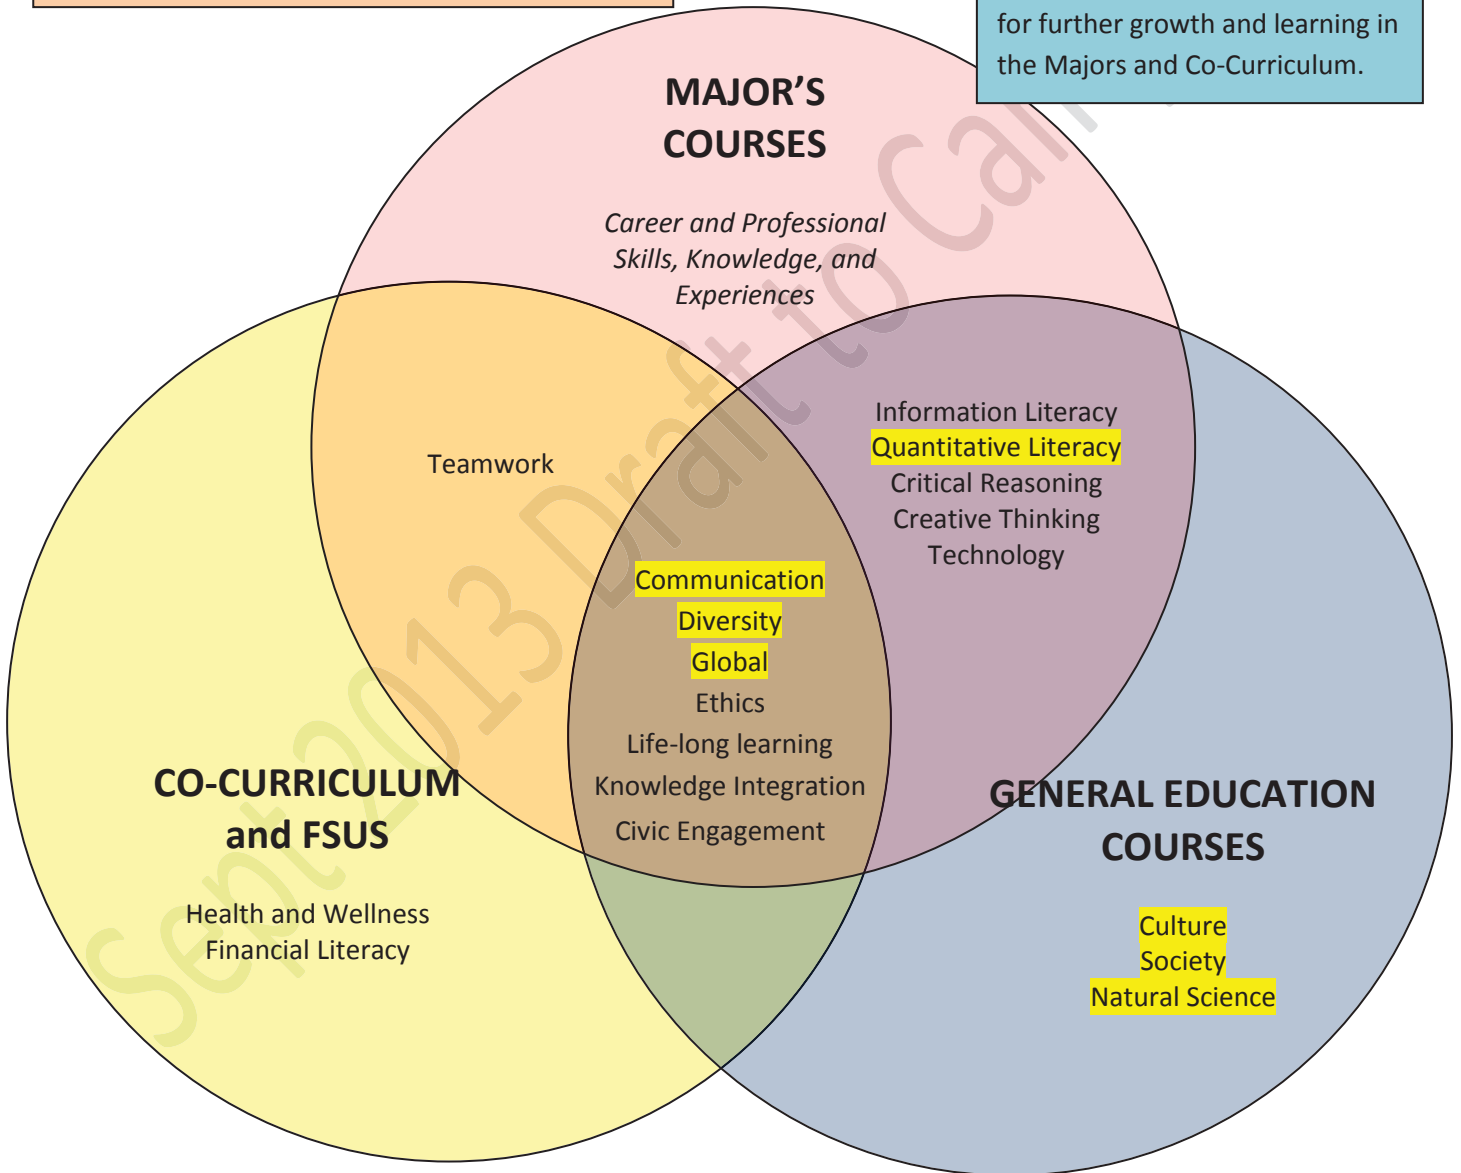 for further growth and learning in
the Majors and Co-Curriculum.
MAJOR’S
COURSES
Career and Professional
Skills, Knowledge, and
Experiences
Information Literacy
Quantitative Literacy
Critical Reasoning
Creative Thinking
Technology
Teamwork
Communication
Diversity
Global
Ethics
Life-long learning
Knowledge Integration
Civic Engagement
CO-CURRICULUM
and FSUS
Health and Wellness
Financial Literacy
GENERAL EDUCATION
COURSES
Culture
Society
Natural Science
Sept 2013 Draft to